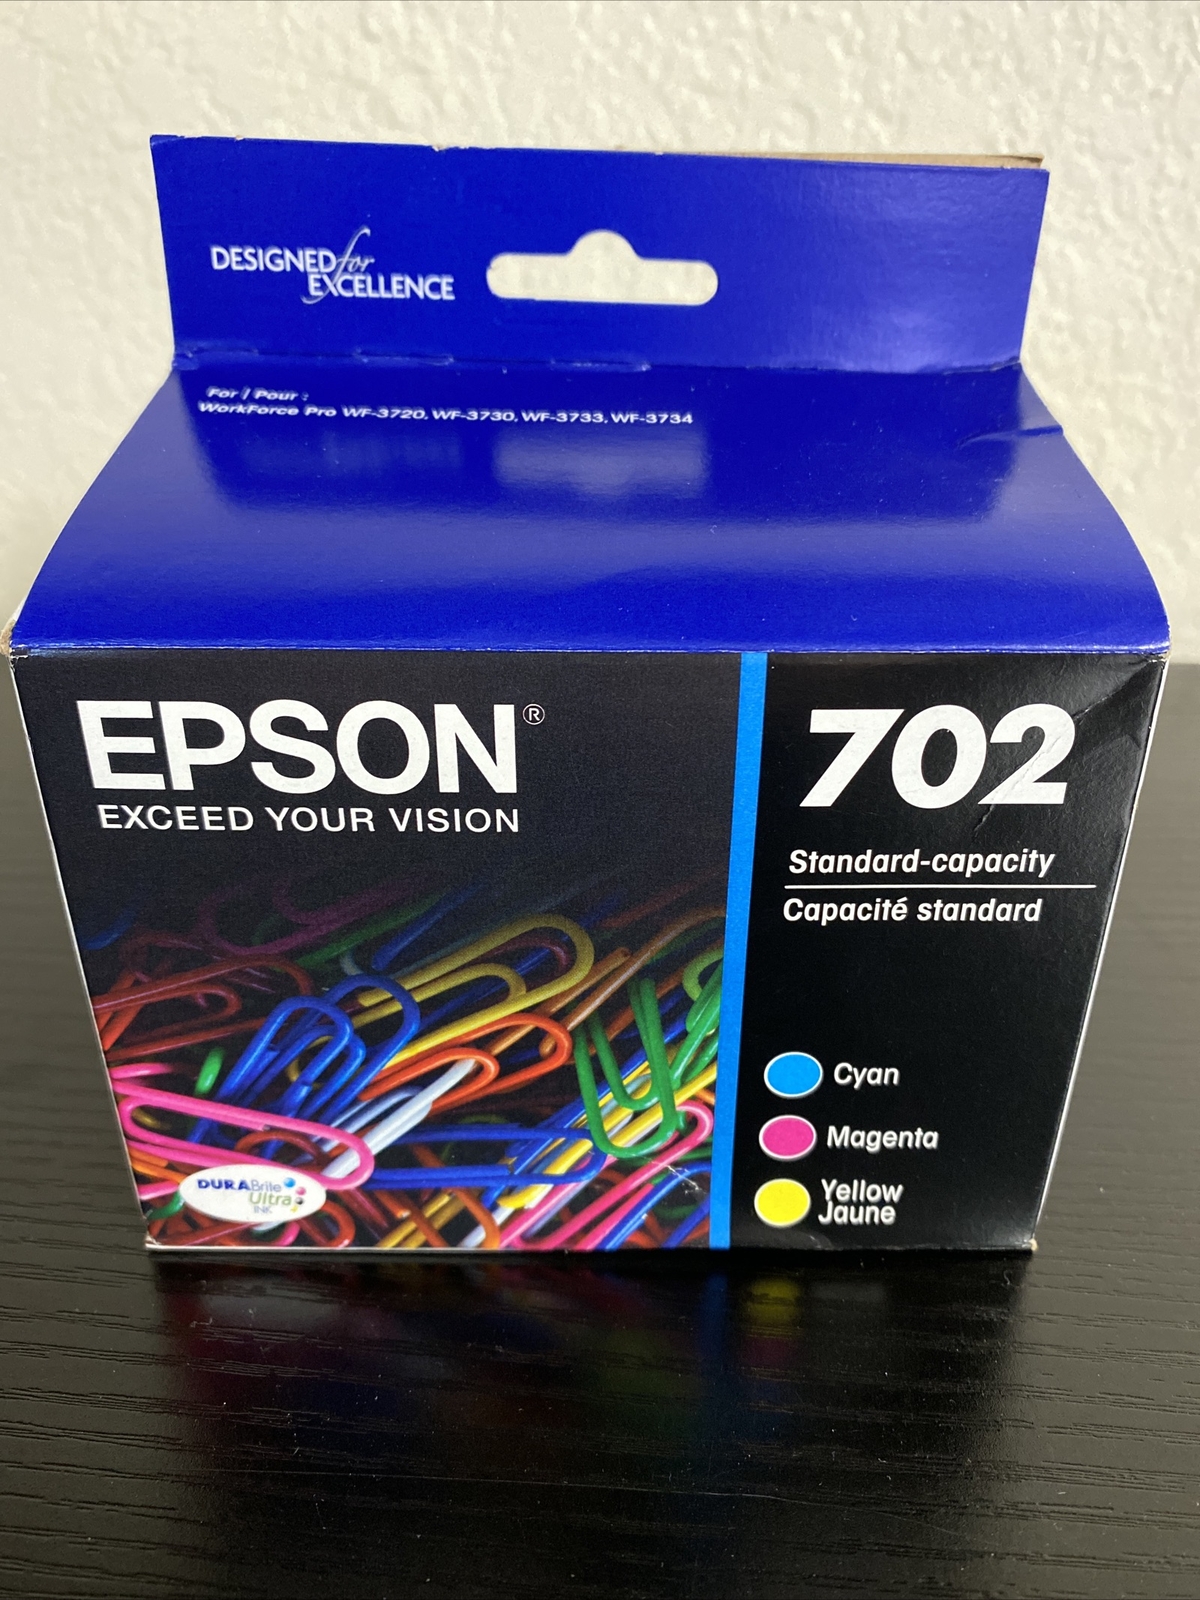 DESIGNED for
EXCELLENCE
For / Pour :
WorkForce Pro WF-3720, WF-3730, WF-3733, WF-3734
EPSON®
EXCEED YOUR VISION
702
Standard-capacity
Capacité standard
Cyan
Magenta
Yellow
Jaune
DURABrite
Ultra
INK